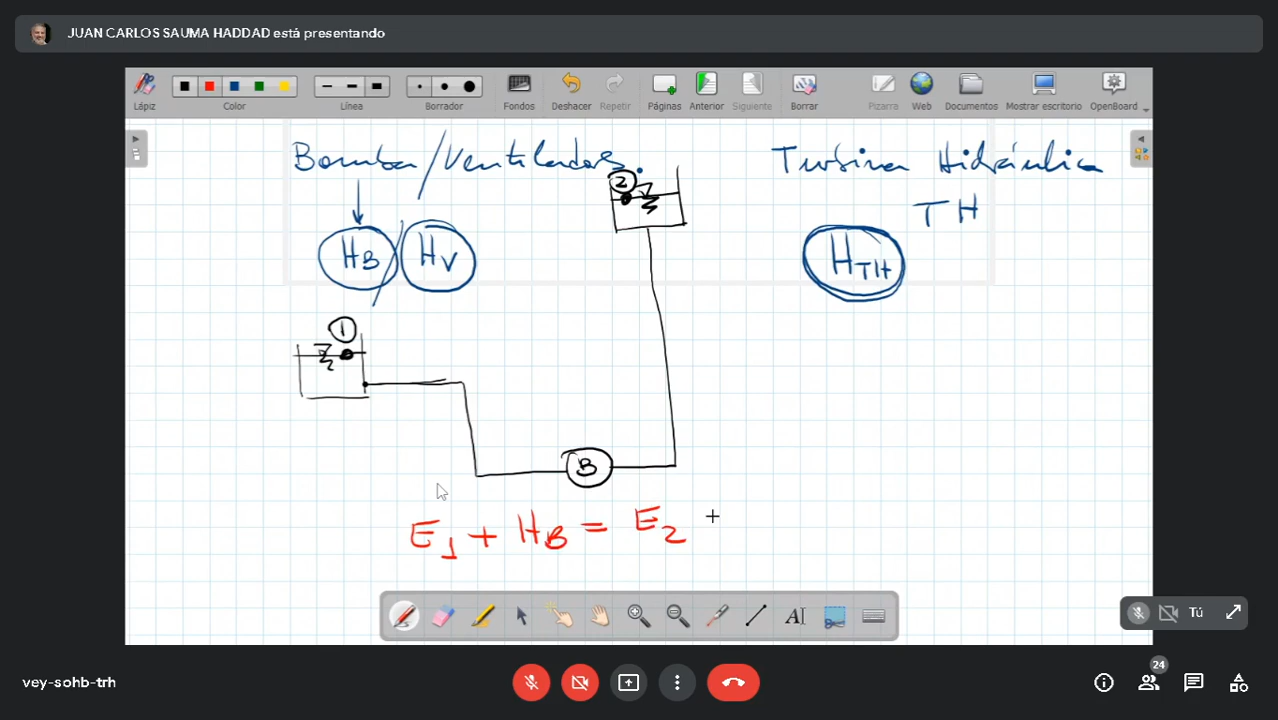 JUAN CARLOS SAUMA HADDAD está presentando
Lápiz
Color
Línea
Borrador
Fondos
Deshacer
Repetir
Páginas
Anterior
Siguiente
Borrar
Pizarra
Web
Documentos
Mostrar escritorio
OpenBoard
Bomba/Ventilador.
Turbina Hidráulica
TH
HB / HV
HTH
2
1
B
E1 + HB = E2
Tú
vey-sohb-trh
24